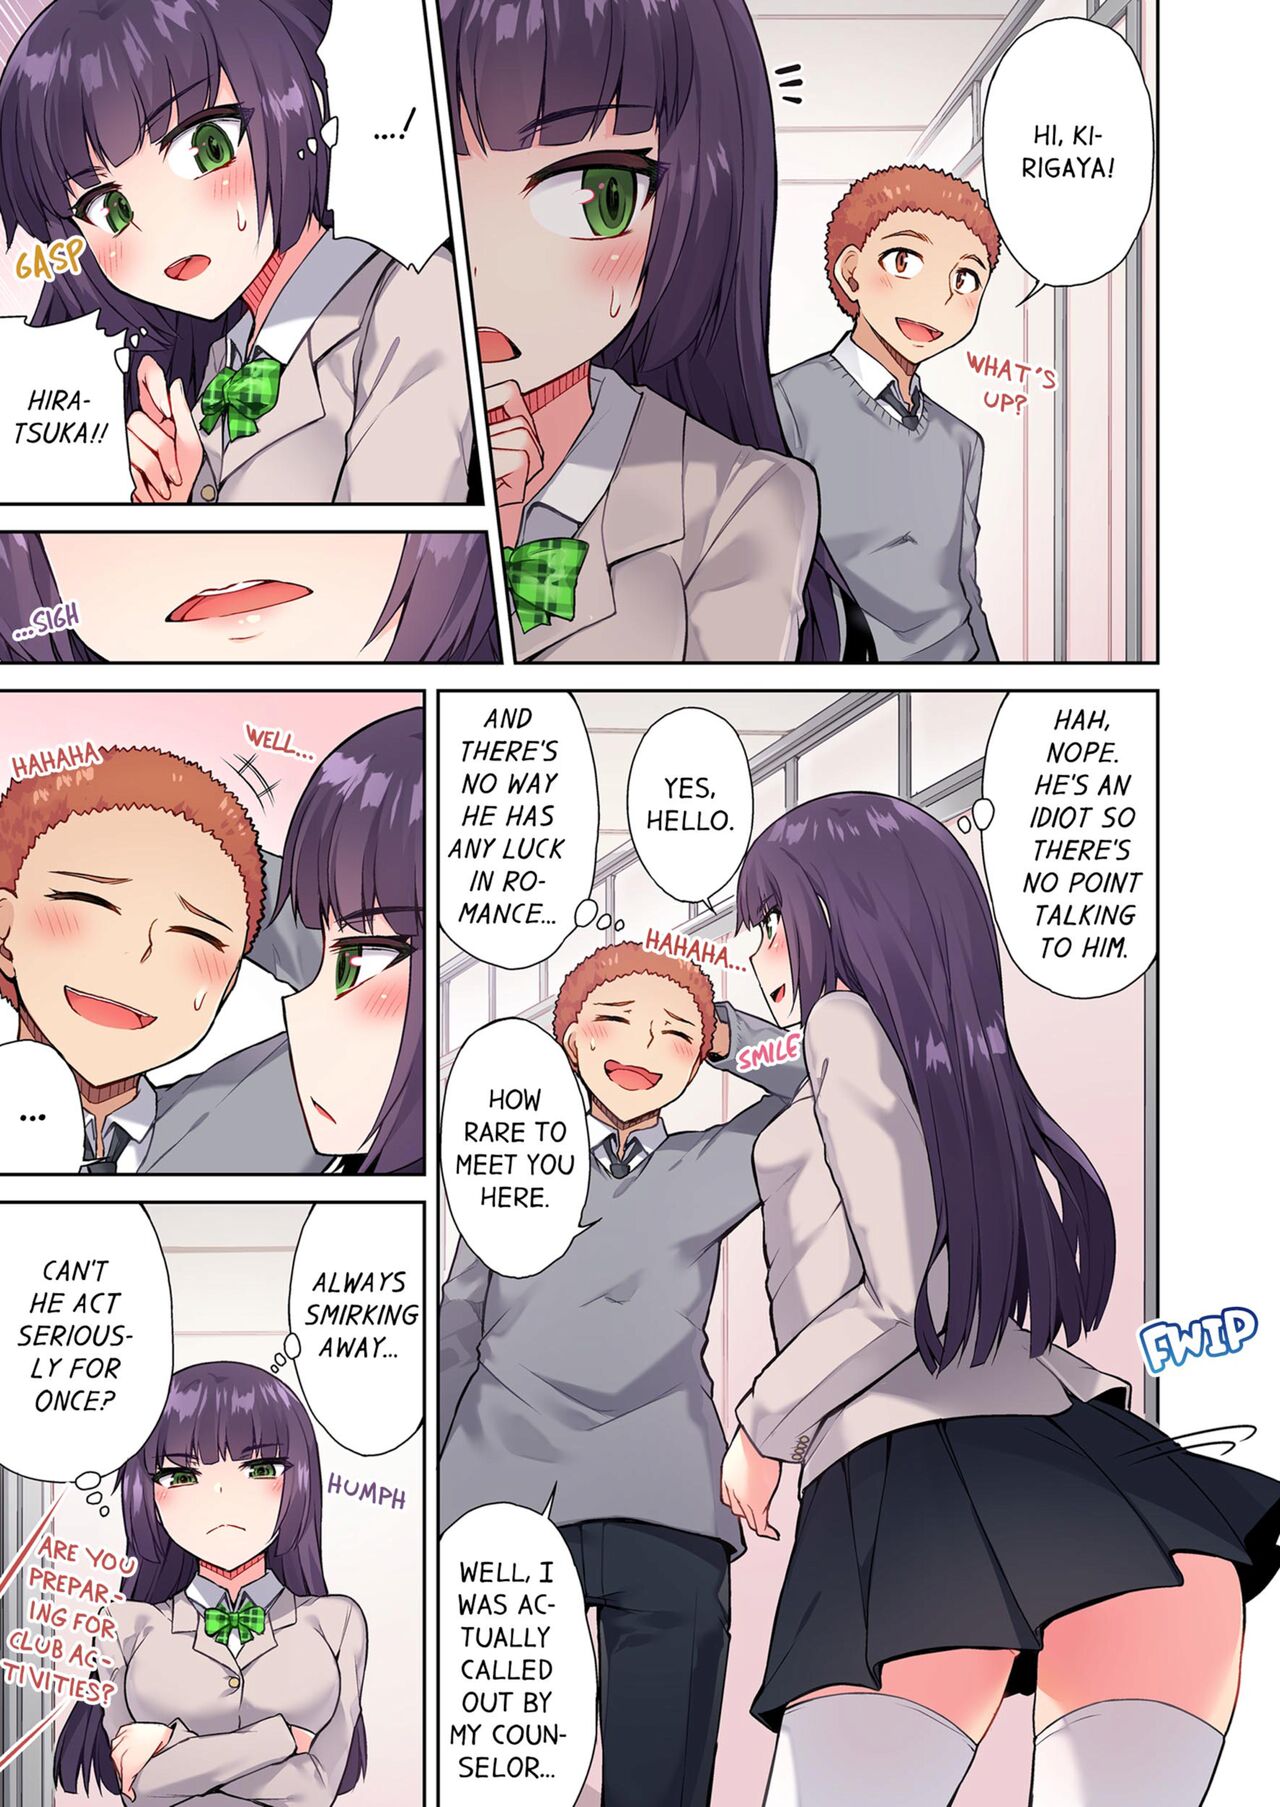 HI, KI-
RIGAYA!
WHAT'S
UP?
...!
GASP
HIRA-
TSUKA!!
...SIGH
HAH,
NOPE.
HE'S AN
IDIOT SO
THERE'S
NO POINT
TALKING
TO HIM.
YES,
HELLO.
AND
THERE'S
NO WAY
HE HAS
ANY LUCK
IN RO-
MANCE...
HAHAHA...
SMILE
HOW
RARE TO
MEET YOU
HERE.
FWIP
WELL, I
WAS AC-
TUALLY
CALLED
OUT BY
MY COUN-
SELOR...
WELL...
HAHAHA
...
ALWAYS
SMIRKING
AWAY...
CAN'T
HE ACT
SERIOUS-
LY FOR
ONCE?
HUMPH
ARE YOU
PREPAR-
ING FOR
CLUB AC-
TIVITIES?